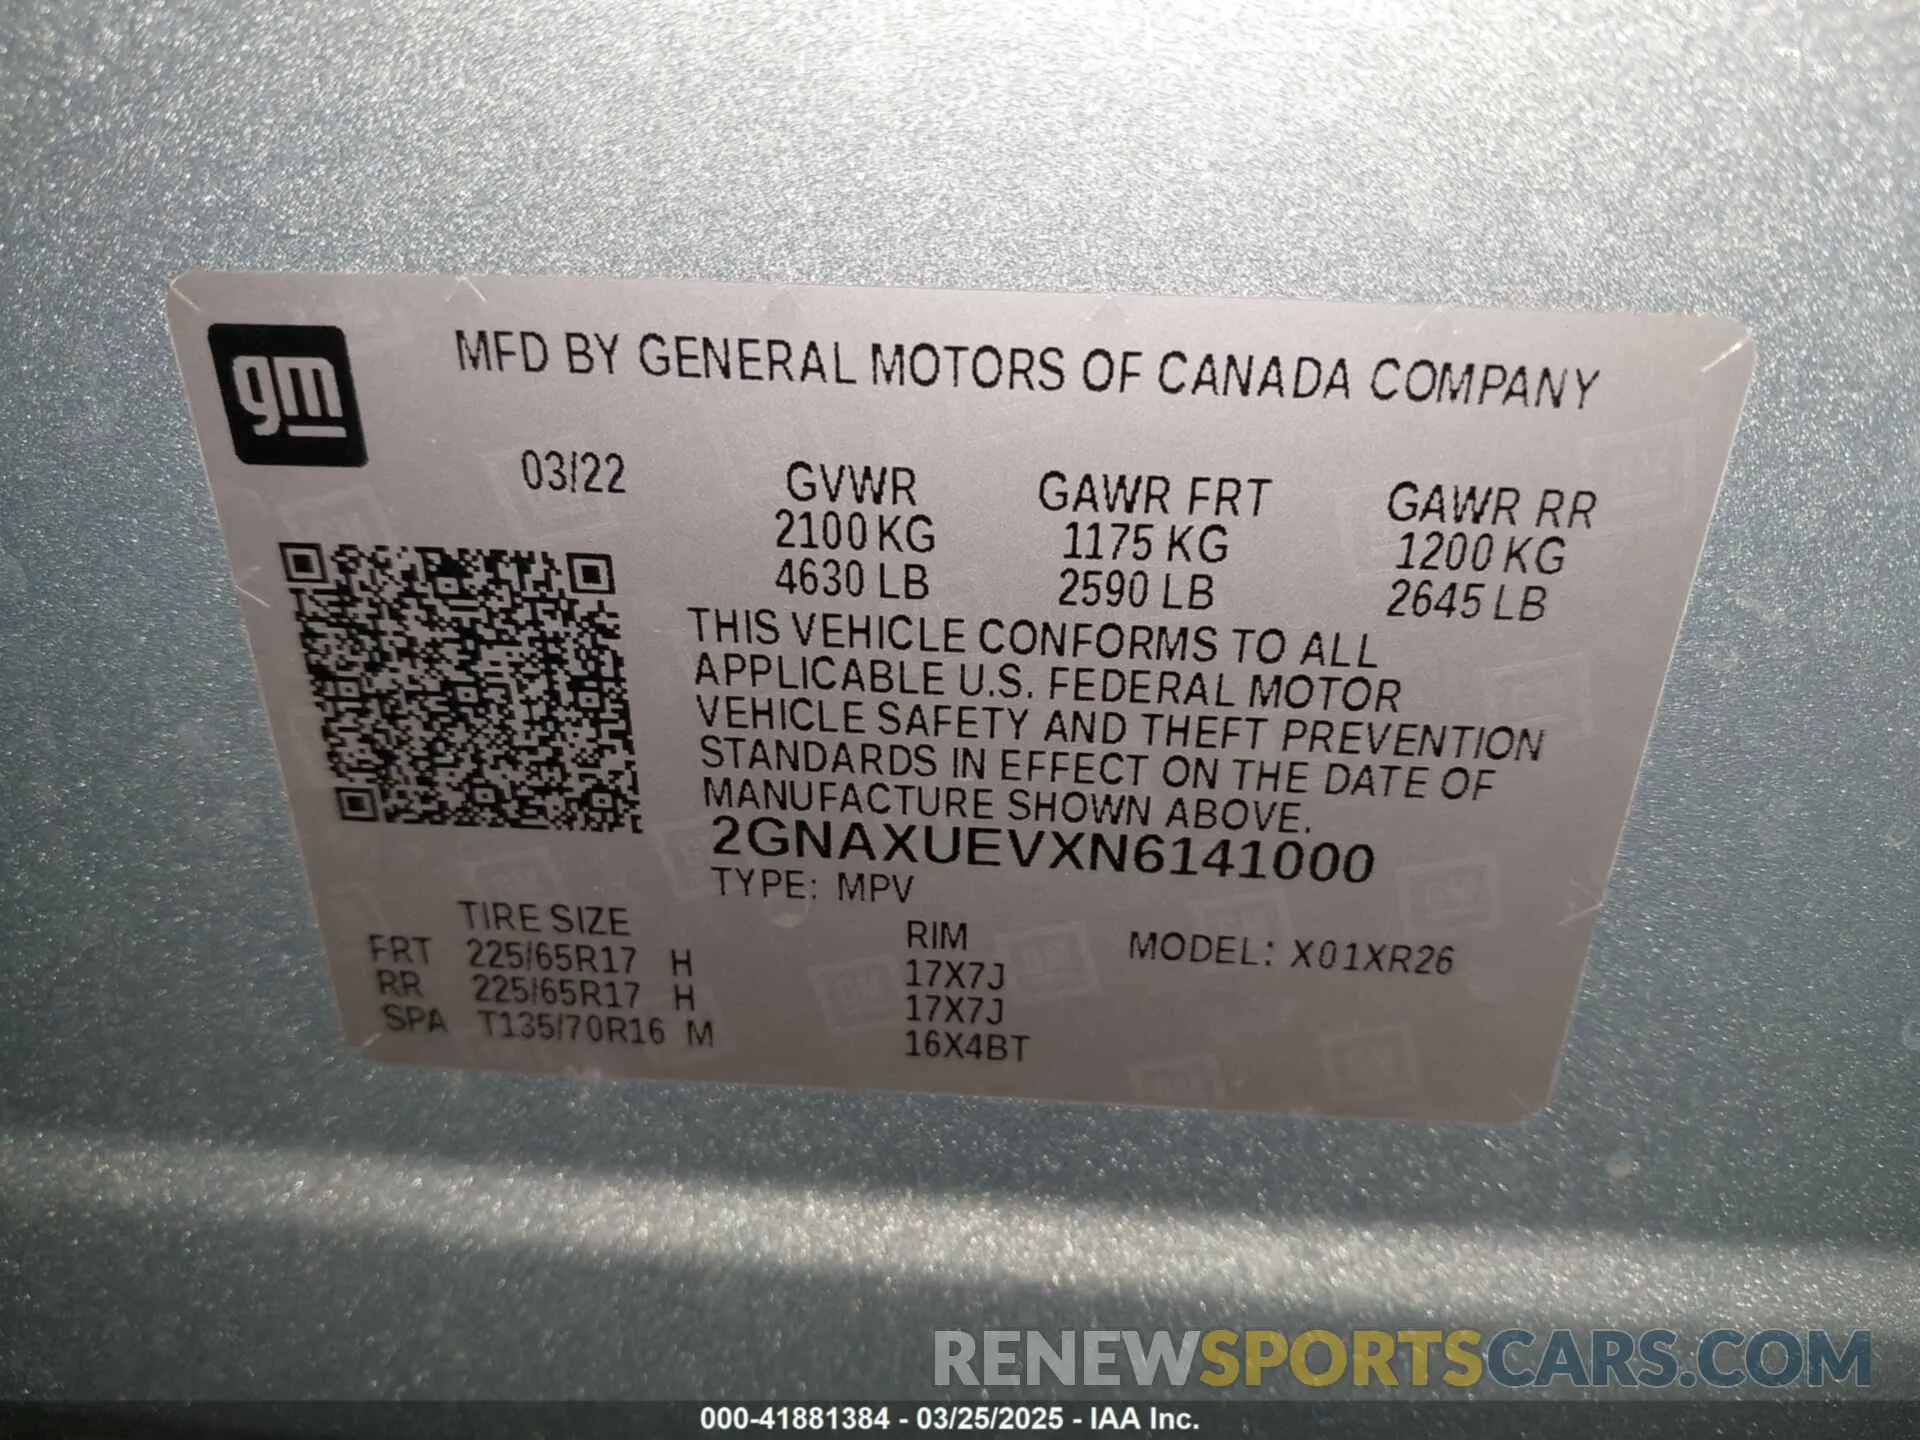 gm
MFD BY GENERAL MOTORS OF CANADA COMPANY
03/22
GVWR
2100 KG
4630 LB
GAWR FRT
1175 KG
2590 LB
GAWR RR
1200 KG
2645 LB
THIS VEHICLE CONFORMS TO ALL
APPLICABLE U.S. FEDERAL MOTOR
VEHICLE SAFETY AND THEFT PREVENTION
STANDARDS IN EFFECT ON THE DATE OF
MANUFACTURE SHOWN ABOVE.
2GNAXUEVXN6141000
TYPE: MPV
TIRE SIZE RIM MODEL: X01XR26
FRT 225/65R17 H 17X7J
RR 225/65R17 H 17X7J
SPA T135/70R16 M 16X4BT
RENEWSPORTSCARS.COM
000-41881384 - 03/25/2025 - IAA Inc.